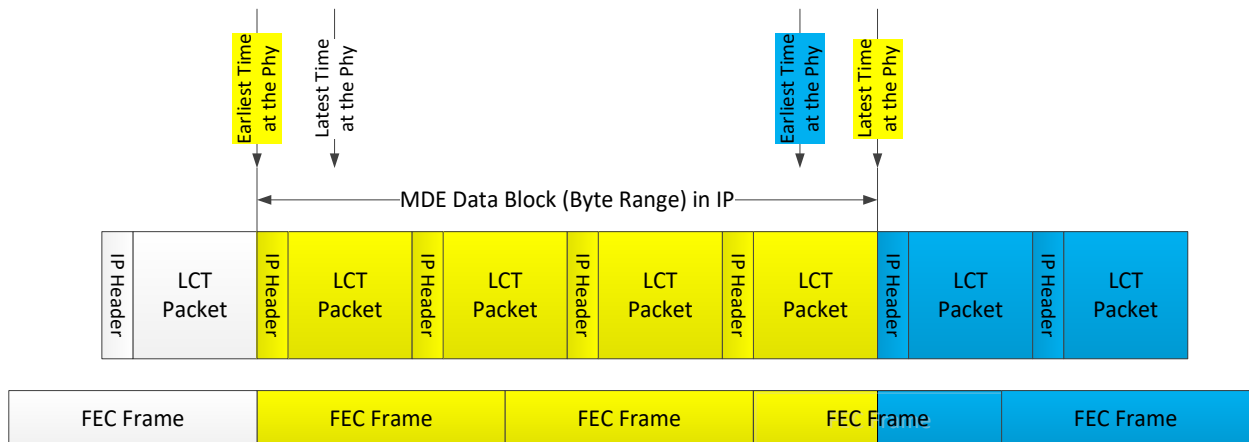 Earliest Time
at the Phy
Latest Time
at the Phy
Earliest Time
at the Phy
Latest Time
at the Phy
MDE Data Block (Byte Range) in IP
IP Header
LCT
Packet
IP Header
LCT
Packet
IP Header
LCT
Packet
IP Header
LCT
Packet
IP Header
LCT
Packet
IP Header
LCT
Packet
IP Header
LCT
Packet
FEC Frame
FEC Frame
FEC Frame
FEC Frame
FEC Frame